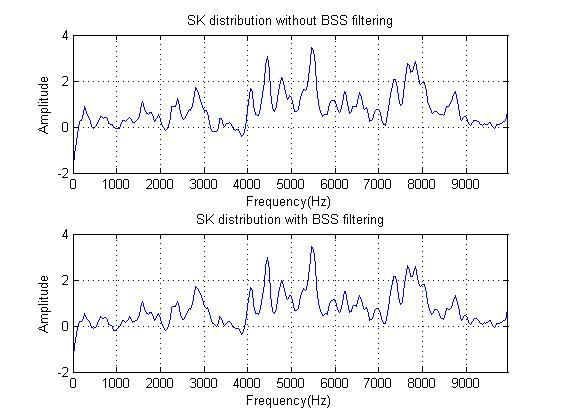 SK distribution without BSS filtering
4
2
0
-2
Amplitude
0 1000 2000 3000 4000 5000 6000 7000 8000 9000
Frequency(Hz)
SK distribution with BSS filtering
4
2
0
-2
Amplitude
0 1000 2000 3000 4000 5000 6000 7000 8000 9000
Frequency(Hz)